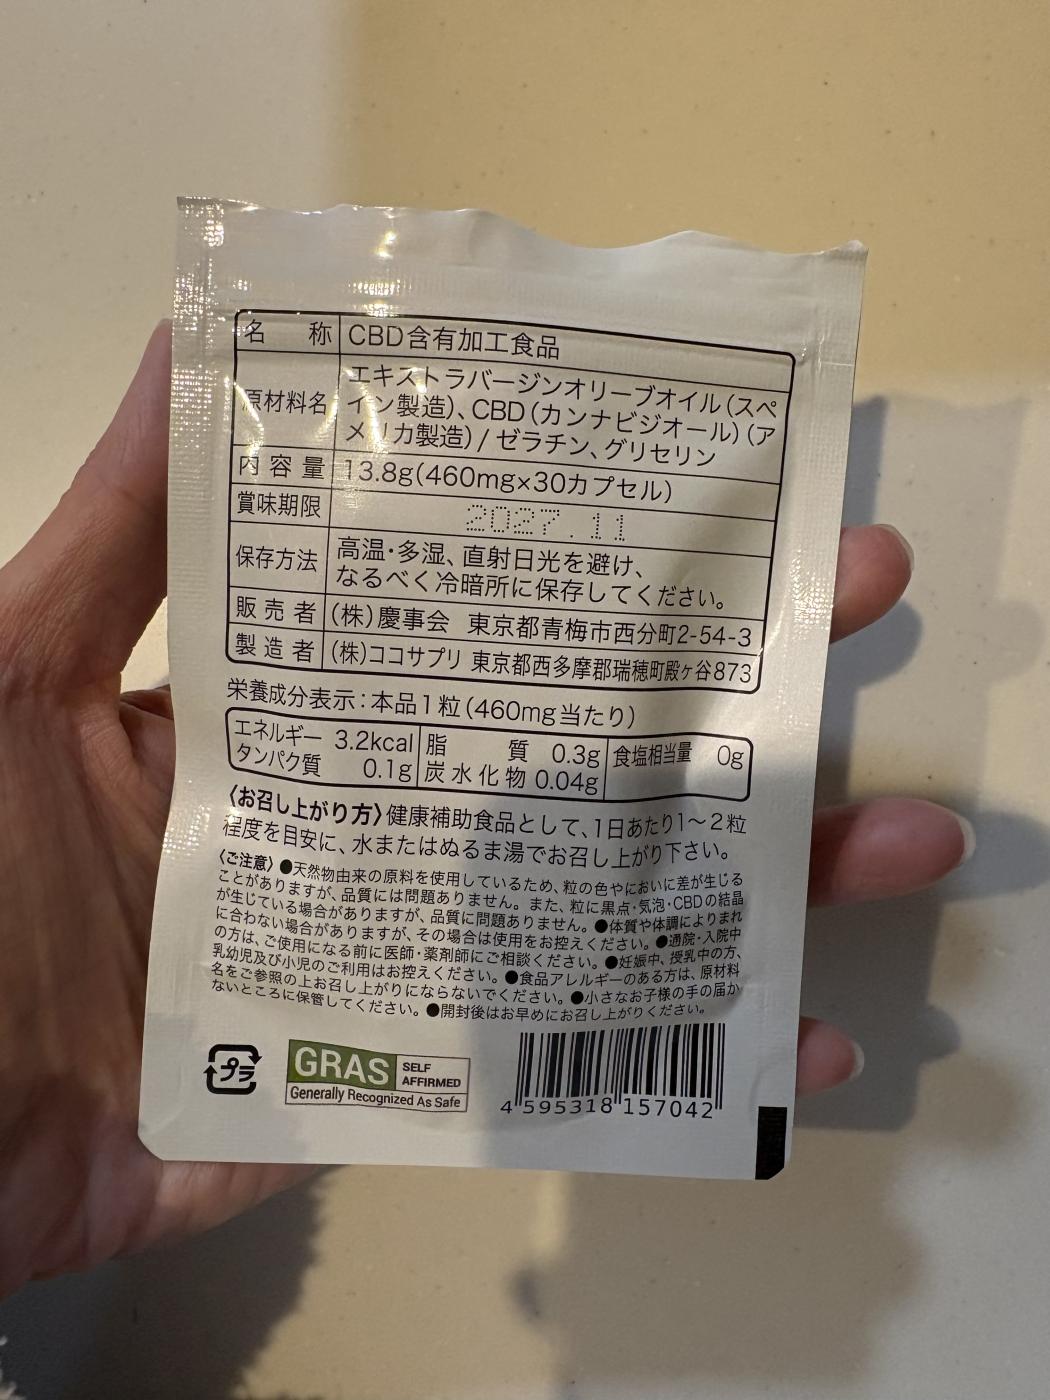 名称 CBD含有加工食品
原材料名 エキストラバージンオリーブオイル(スペ
イン製造)、CBD(カンナビジオール)(ア
メリカ製造)/ゼラチン、グリセリン
内容量 13.8g(460mg×30カプセル)
賞味期限 2027.11
保存方法 高温・多湿、直射日光を避け、
なるべく冷暗所に保存してください。
販売者 (株)慶事会 東京都青梅市西分町2-54-3
製造者 (株)ココサプリ 東京都西多摩郡瑞穂町殿ヶ谷873
栄養成分表示:本品1粒(460mg当たり)
エネルギー 3.2kcal 脂質 0.3g 食塩相当量 0g
タンパク質 0.1g 炭水化物 0.04g
〈お召し上がり方〉健康補助食品として、1日あたり1〜2粒
程度を目安に、水またはぬるま湯でお召し上がり下さい。
〈ご注意〉●天然物由来の原料を使用しているため、粒の色やにおいに差が生じる
ことがありますが、品質には問題ありません。また、粒に黒点・気泡・CBDの結晶
が生じている場合がありますが、品質に問題ありません。●体質や体調によりまれ
に合わない場合がありますが、その場合は使用をお控えください。●通院・入院中
の方は、ご使用になる前に医師・薬剤師にご相談ください。●妊娠中、授乳中の方、
乳幼児及び小児のご利用はお控えください。●食品アレルギーのある方は、原材料
名をご参照の上お召し上がりにならないでください。●小さなお子様の手の届か
ないところに保管してください。●開封後はお早めにお召し上がりください。
プラ
GRAS SELF
AFFIRMED
Generally Recognized As Safe
4 595318 157042